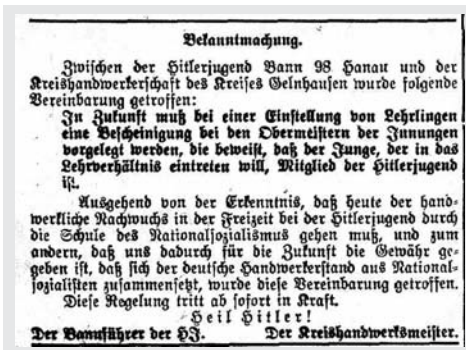 Bekanntmachung.
Zwischen der Hitlerjugend Bann 98 Hanau und der
Kreishandwerkerschaft des Kreises Gelnhausen wurde folgende
Vereinbarung getroffen:
In Zukunft muß bei einer Einstellung von Lehrlingen
eine Bescheinigung bei den Obermeistern der Innungen
vorgelegt werden, die beweist, daß der Junge, der in das
Lehrverhältnis eintreten will, Mitglied der Hitlerjugend
ist.
Ausgehend von der Erkenntnis, daß heute der hand-
werkliche Nachwuchs in der Freizeit bei der Hitlerjugend durch
die Schule des Nationalsozialismus gehen muß, und zum
andern, daß uns dadurch für die Zukunft die Gewähr ge-
geben ist, daß sich der deutsche Handwerkerstand aus National-
sozialisten zusammensetzt, wurde diese Vereinbarung getroffen.
Diese Regelung tritt ab sofort in Kraft.
Heil Hitler!
Der Bannführer der HJ. Der Kreishandwerksmeister.